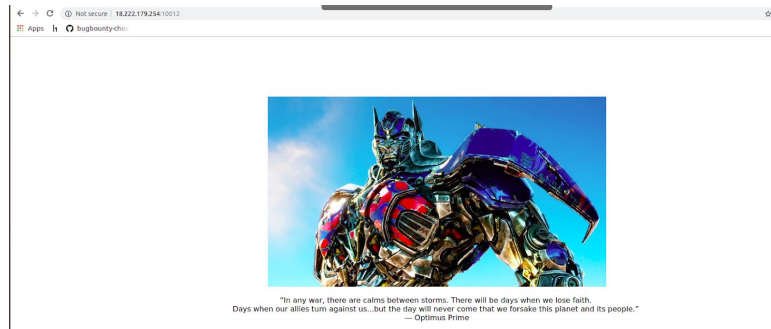 Not secure | 18.222.179.254:10012
Apps
bugbounty-chea
"In any war, there are calms between storms. There will be days when we lose faith.
Days when our allies turn against us...but the day will never come that we forsake this planet and its people."
— Optimus Prime